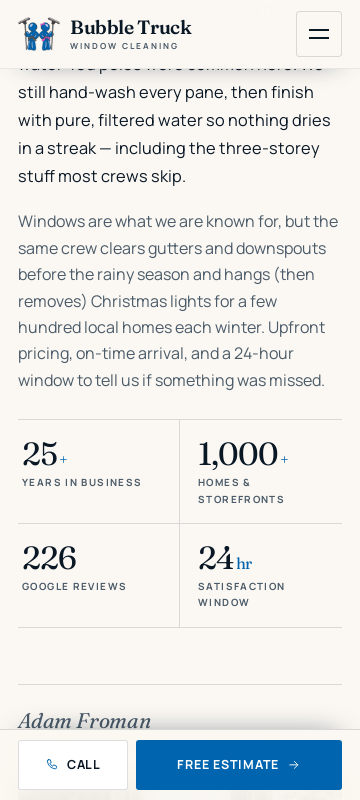 Bubble Truck
WINDOW CLEANING
still hand-wash every pane, then finish
with pure, filtered water so nothing dries
in a streak — including the three-storey
stuff most crews skip.
Windows are what we are known for, but the
same crew clears gutters and downspouts
before the rainy season and hangs (then
removes) Christmas lights for a few
hundred local homes each winter. Upfront
pricing, on-time arrival, and a 24-hour
window to tell us if something was missed.
25+
YEARS IN BUSINESS
1,000+
HOMES &
STOREFRONTS
226
GOOGLE REVIEWS
24hr
SATISFACTION
WINDOW
Adam Froman
CALL
FREE ESTIMATE →